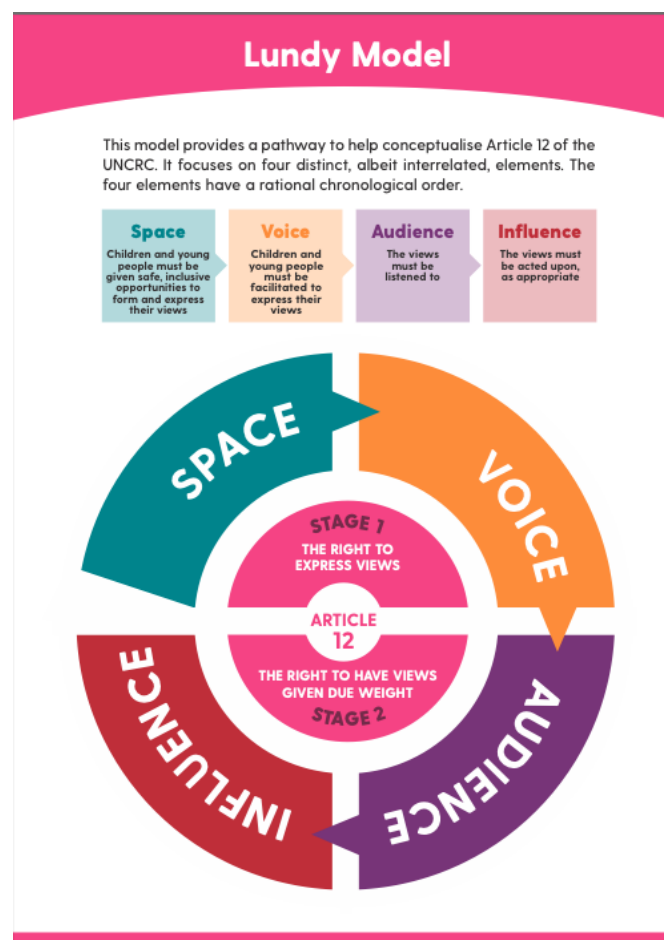 Lundy Model
This model provides a pathway to help conceptualise Article 12 of the
UNCRC. It focuses on four distinct, albeit interrelated, elements. The
four elements have a rational chronological order.
Space
Children and young
people must be
given safe, inclusive
opportunities to
form and express
their views
Voice
Children and
young people
must be
facilitated to
express their
views
Audience
The views
must be
listened to
Influence
The views must
be acted upon,
as appropriate
SPACE
VOICE
STAGE 1
THE RIGHT TO
EXPRESS VIEWS
ARTICLE
12
THE RIGHT TO HAVE VIEWS
GIVEN DUE WEIGHT
STAGE 2
INFLUENCE
AUDIENCE